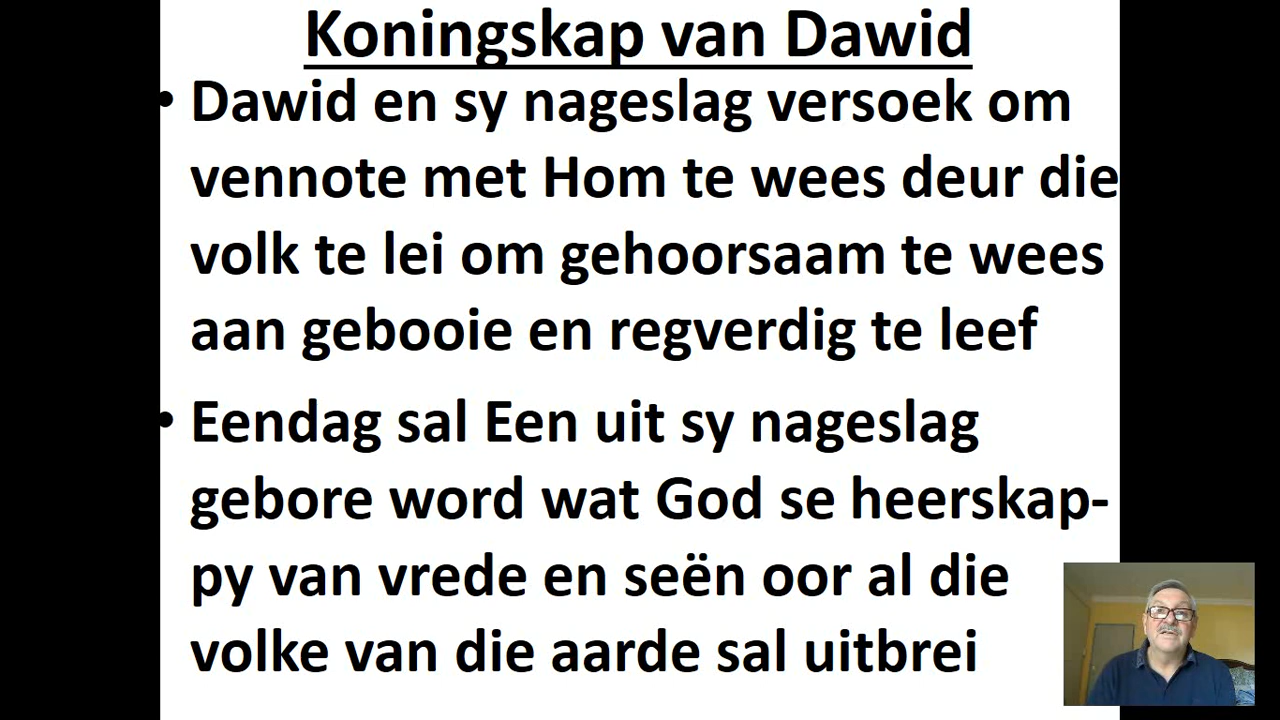 Koningskap van Dawid
• Dawid en sy nageslag versoek om
vennote met Hom te wees deur die
volk te lei om gehoorsaam te wees
aan gebooie en regverdig te leef
• Eendag sal Een uit sy nageslag
gebore word wat God se heerskap-
py van vrede en seën oor al die
volke van die aarde sal uitbrei